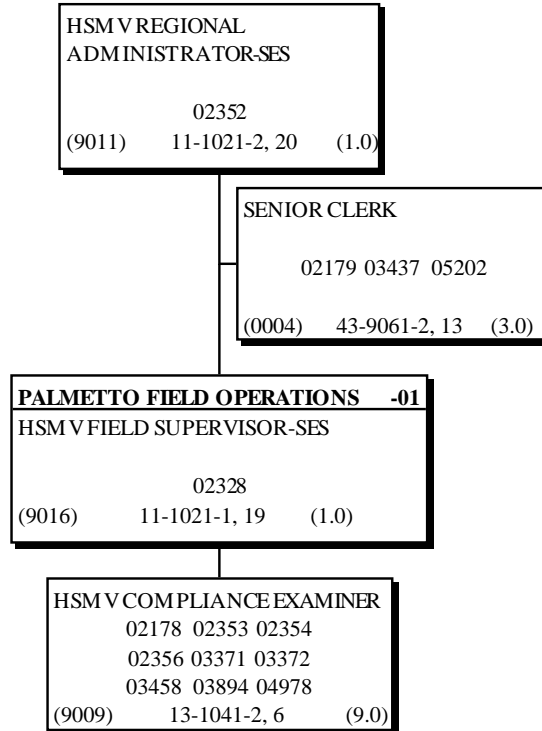 HSMV REGIONAL
ADMINISTRATOR-SES
02352
(9011) 11-1021-2, 20 (1.0)
SENIOR CLERK
02179 03437 05202
(0004) 43-9061-2, 13 (3.0)
PALMETTO FIELD OPERATIONS -01
HSMV FIELD SUPERVISOR-SES
02328
(9016) 11-1021-1, 19 (1.0)
HSMV COMPLIANCE EXAMINER
02178 02353 02354
02356 03371 03372
03458 03894 04978
(9009) 13-1041-2, 6 (9.0)